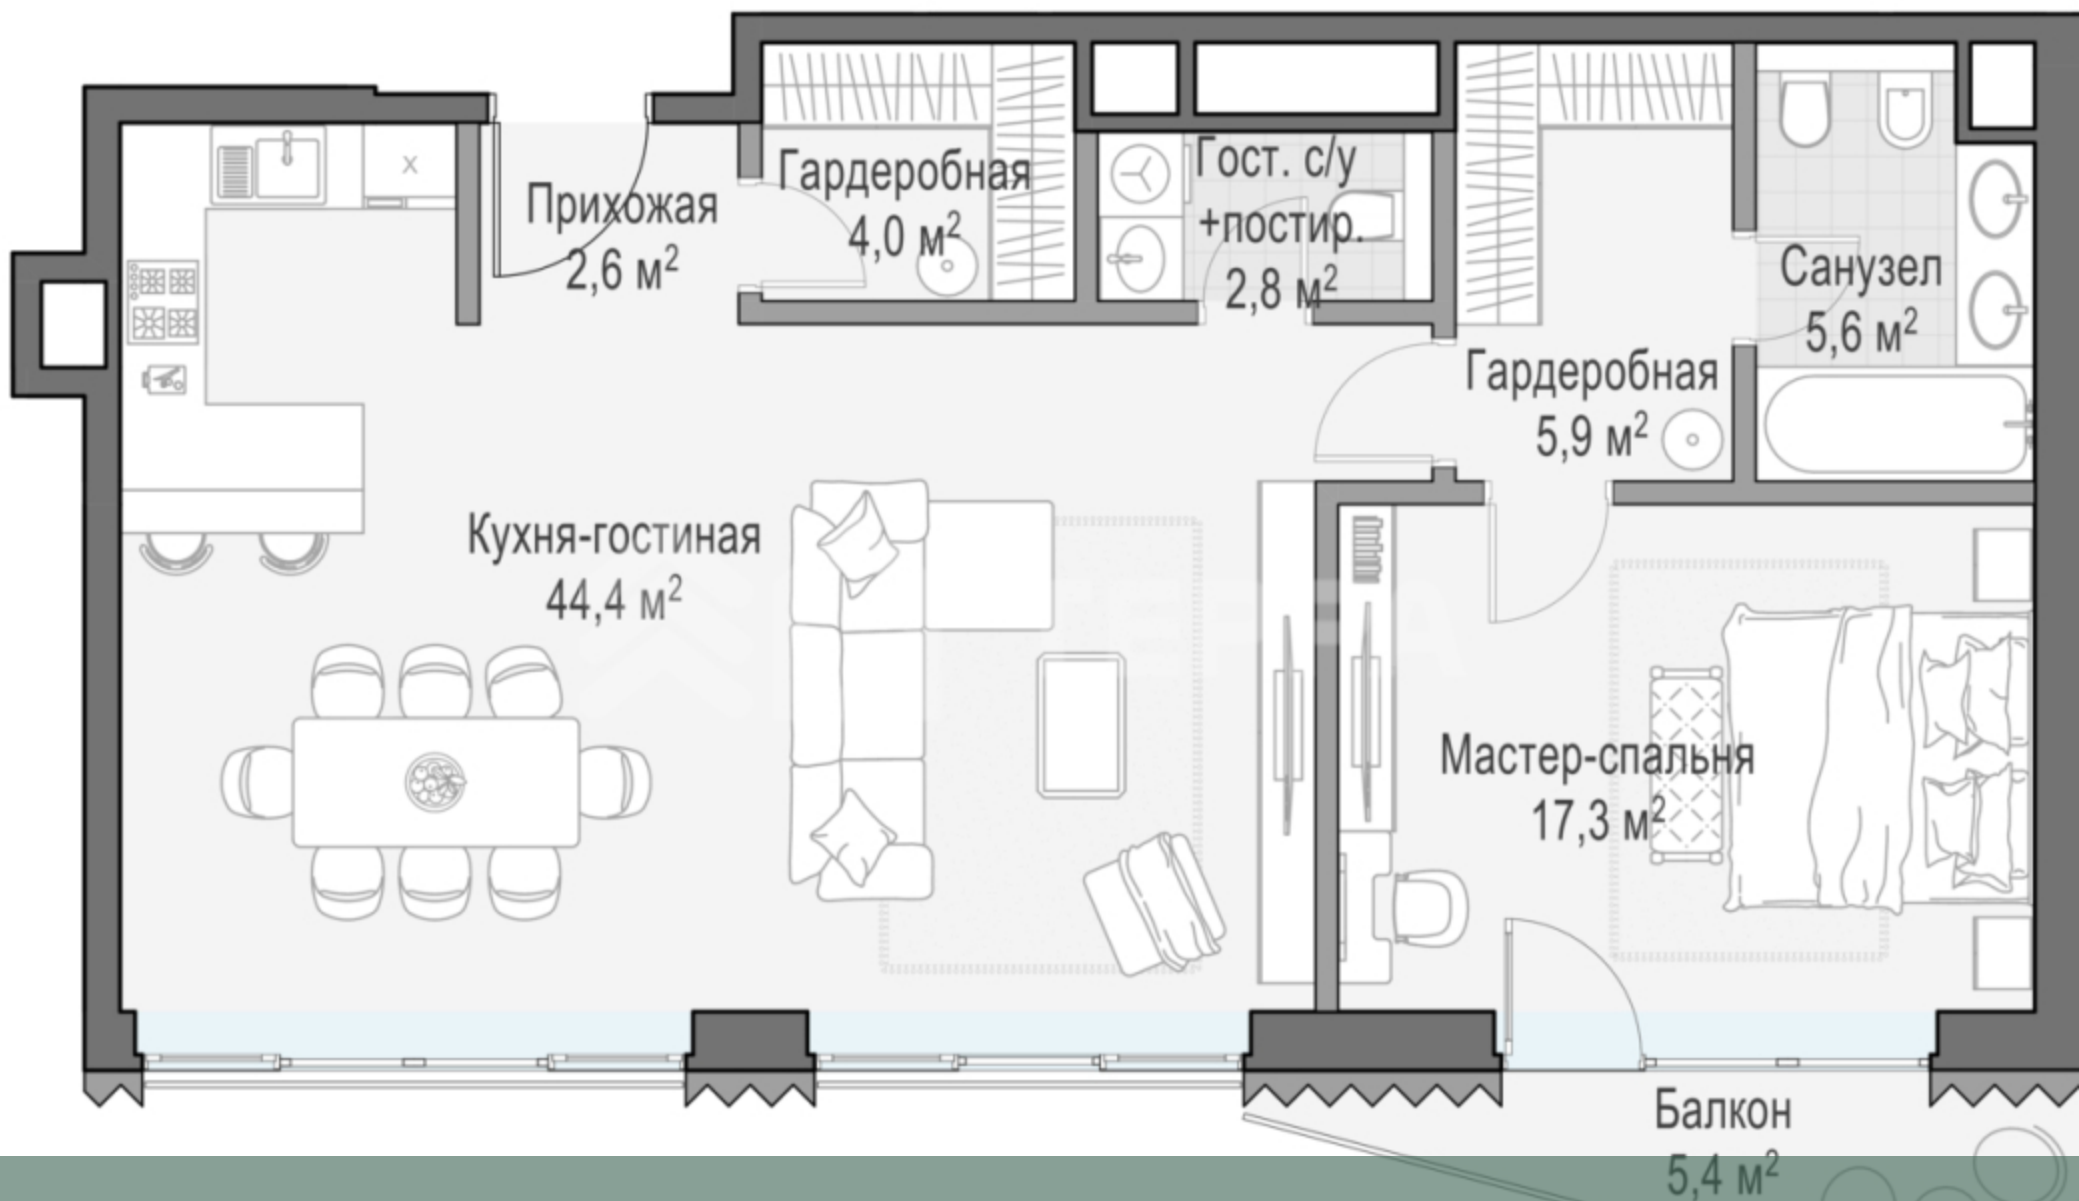 Прихожая
2,6 м²
Гардеробная
4,0 м²
Гост. с/у
+постир.
2,8 м²
Санузел
5,6 м²
Гардеробная
5,9 м²
Кухня-гостиная
44,4 м²
Мастер-спальня
17,3 м²
Балкон
5,4 м²